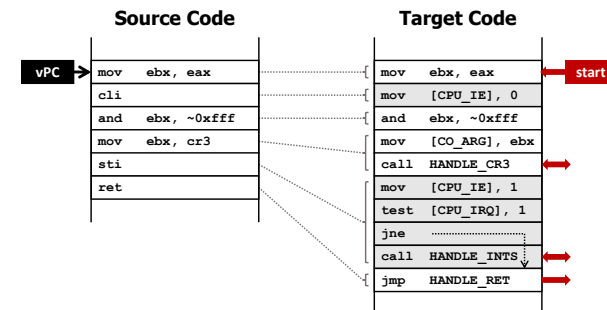 Source Code
Target Code
vPC
mov ebx, eax
cli
and ebx, ~0xfff
mov ebx, cr3
sti
ret
mov ebx, eax
start
mov [CPU_IE], 0
and ebx, ~0xfff
mov [CO_ARG], ebx
call HANDLE_CR3
mov [CPU_IE], 1
test [CPU_IRQ], 1
jne
call HANDLE_INTS
jmp HANDLE_RET